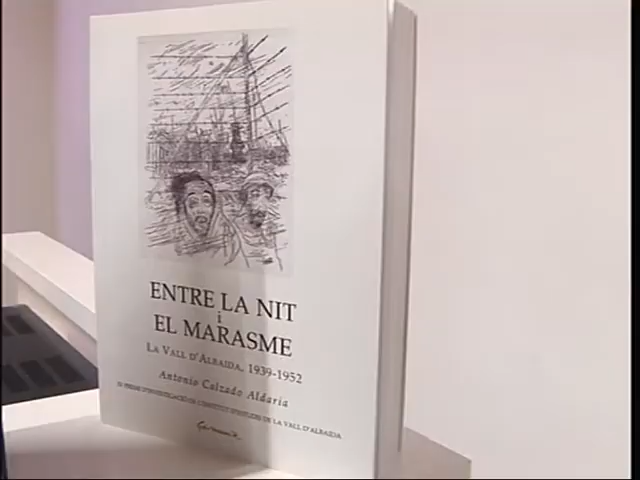 ENTRE LA NIT
i
EL MARASME
LA VALL D'ALBAIDA, 1939-1952
Antonio Calzado Aldaria
PREMI D'INVESTIGACIÓ DE L'INSTITUT D'ESTUDIS DE LA VALL D'ALBAIDA